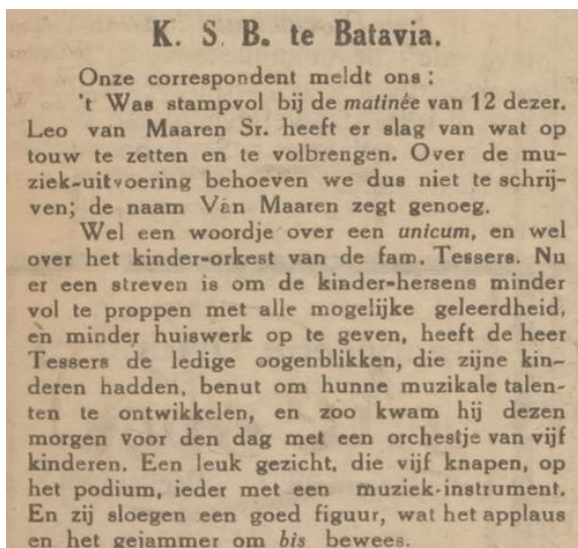 K. S. B. te Batavia.
Onze correspondent meldt ons:
't Was stampvol bij de matinée van 12 dezer.
Leo van Maaren Sr. heeft er slag van wat op
touw te zetten en te volbrengen. Over de mu-
ziek-uitvoering behoeven we dus niet te schrij-
ven; de naam Van Maaren zegt genoeg.
Wel een woordje over een unicum, en wel
over het kinder-orkest van de fam. Tessers. Nu
er een streven is om de kinder-hersens minder
vol te proppen met alle mogelijke geleerdheid,
en minder huiswerk op te geven, heeft de heer
Tessers de ledige oogenblikken, die zijne kin-
deren hadden, benut om hunne muzikale talen-
ten te ontwikkelen, en zoo kwam hij dezen
morgen voor den dag met een orchestje van vijf
kinderen. Een leuk gezicht, die vijf knapen, op
het podium, ieder met een muziek-instrument.
En zij sloegen een goed figuur, wat het applaus
en het gejammer om bis bewees.